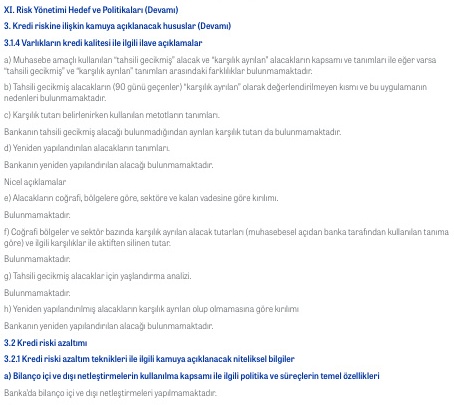 XI. Risk Yönetimi Hedef ve Politikaları (Devamı)
3. Kredi riskine ilişkin kamuya açıklanacak hususlar (Devamı)
3.1.4 Varlıkların kredi kalitesi ile ilgili ilave açıklamalar
a) Muhasebe amaçlı kullanılan “tahsili gecikmiş” alacak ve “karşılık ayrılan” alacakların kapsamı ve tanımları ile eğer varsa
“tahsili gecikmiş” ve “karşılık ayrılan” tanımları arasındaki farklılıklar bulunmamaktadır.
b) Tahsili gecikmiş alacakların (90 günü geçenler) “karşılık ayrılan” olarak değerlendirilmeyen kısmı ve bu uygulamanın
nedenleri bulunmamaktadır.
c) Karşılık tutarı belirlenirken kullanılan metotların tanımları.
Bankanın tahsili gecikmiş alacağı bulunmadığından ayrılan karşılık tutarı da bulunmamaktadır.
d) Yeniden yapılandırılan alacakların tanımları.
Bankanın yeniden yapılandırılan alacağı bulunmamaktadır.
Nicel açıklamalar
e) Alacakların coğrafi, bölgelere göre, sektöre ve kalan vadesine göre kırılımı.
Bulunmamaktadır.
f) Coğrafi bölgeler ve sektör bazında karşılık ayrılan alacak tutarları (muhasebesel açıdan banka tarafından kullanılan tanıma
göre) ve ilgili karşılıklar ile aktiften silinen tutar.
Bulunmamaktadır.
g) Tahsili gecikmiş alacaklar için yaşlandırma analizi.
Bulunmamaktadır.
h) Yeniden yapılandırılmış alacakların karşılık ayrılan olup olmamasına göre kırılımı
Bankanın yeniden yapılandırılan alacağı bulunmamaktadır.
3.2 Kredi riski azaltımı
3.2.1 Kredi riski azaltım teknikleri ile ilgili kamuya açıklanacak niteliksel bilgiler
a) Bilanço içi ve dışı netleştirmelerin kullanılma kapsamı ile ilgili politika ve süreçlerin temel özellikleri
Banka'da bilanço içi ve dışı netleştirmeleri yapılmamaktadır.